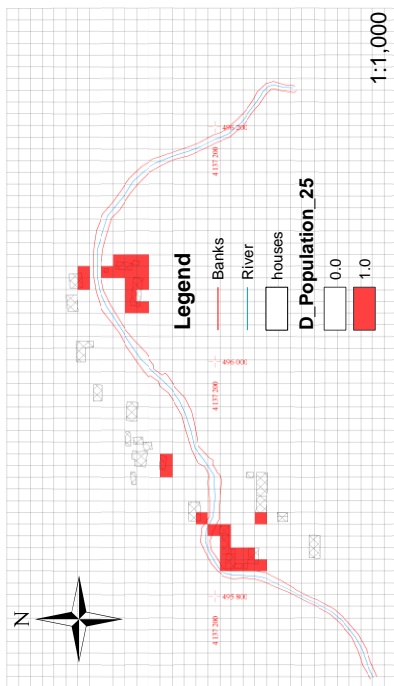 N
Legend
Banks
River
houses
D_Population_25
0.0
1.0
495 800
4 137 200
496 000
4 137 200
496 200
4 137 200
1:1,000